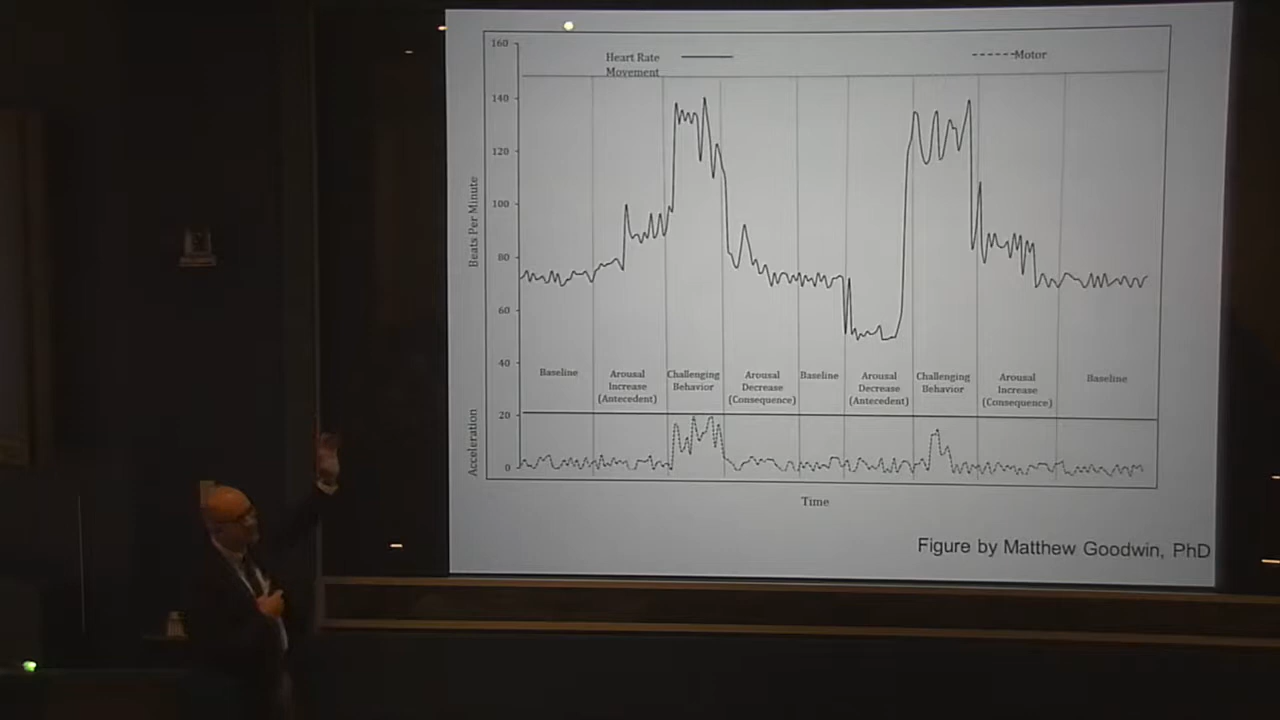 160
Heart Rate
Motor
Movement
140
120
100
80
60
40
20
0
Beats Per Minute
Acceleration
Baseline
Arousal
Increase
(Antecedent)
Challenging
Behavior
Arousal
Decrease
(Consequence)
Baseline
Arousal
Decrease
(Antecedent)
Challenging
Behavior
Arousal
Increase
(Consequence)
Baseline
Time
Figure by Matthew Goodwin, PhD